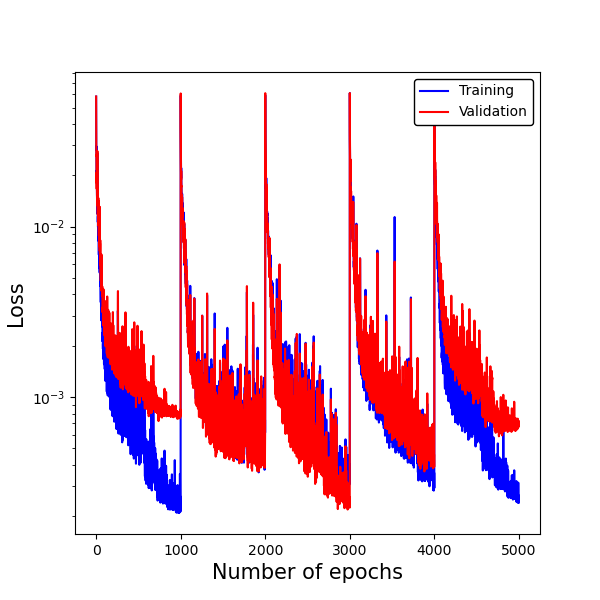 Training
Validation
Loss
10⁻²
10⁻³
0 1000 2000 3000 4000 5000
Number of epochs